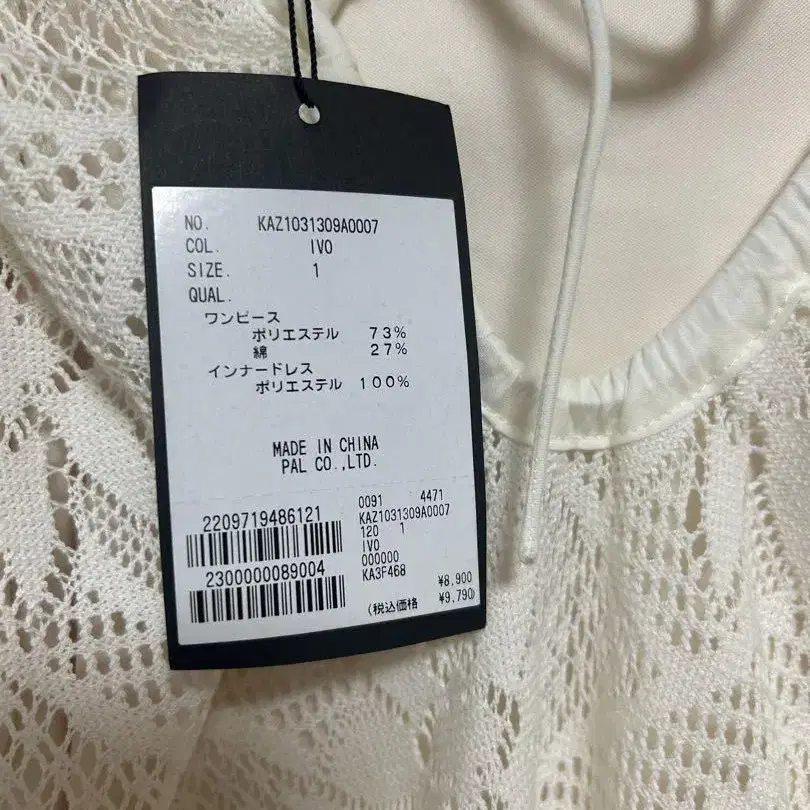 NO. KAZ1031309A0007
COL. IVO
SIZE. 1
QUAL.
ワンピース
ポリエステル 73%
綿 27%
インナードレス
ポリエステル 100%
MADE IN CHINA
PAL CO.,LTD.
2209719486121
2300000089004
0091 4471
KAZ1031309A0007
120 1
IVO
000000
KA3F468
¥8,900
(税込価格 ¥9,790)